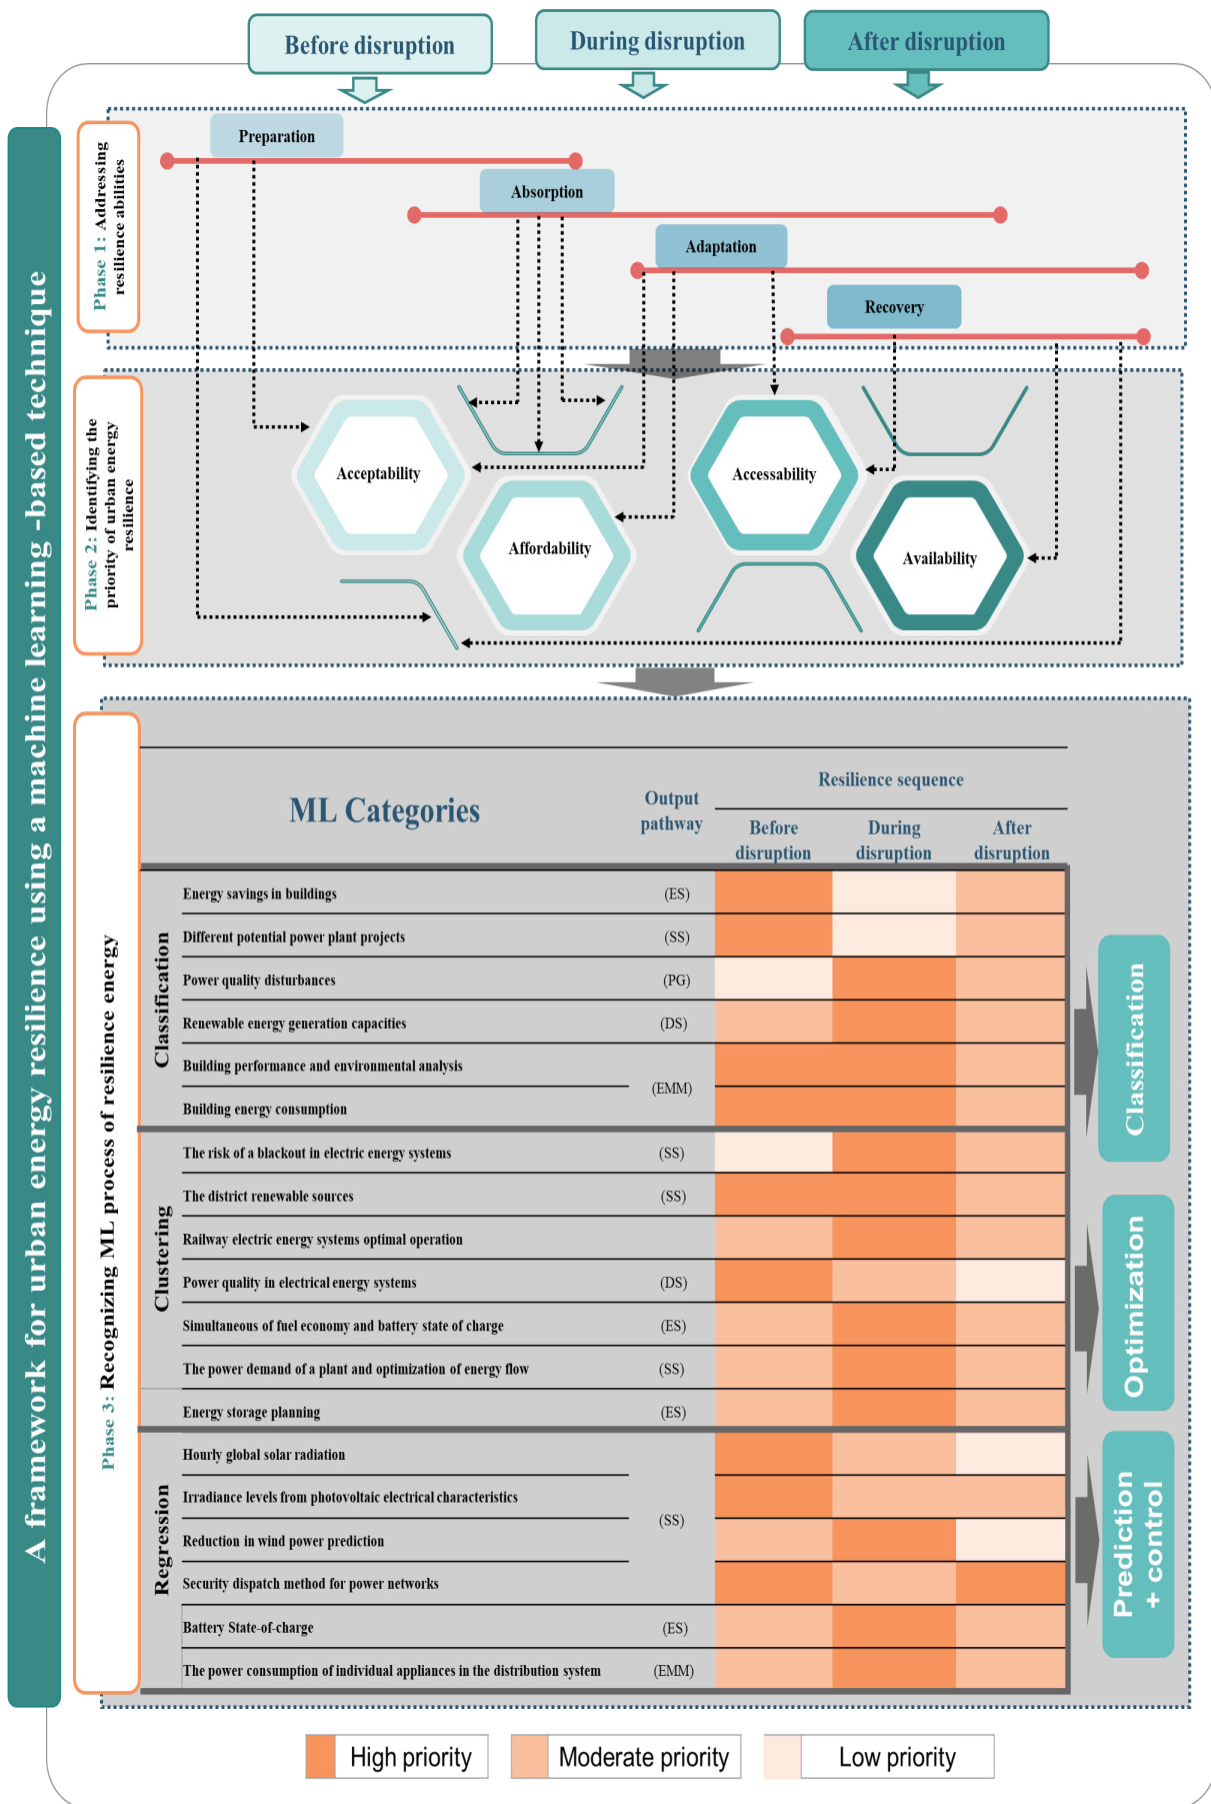 Before disruption
During disruption
After disruption
A framework for urban energy resilience using a machine learning -based technique
Phase 1: Addressing
resilience abilities
Preparation
Absorption
Adaptation
Recovery
Phase 2: Identifying the
priority of urban energy
resilience
Acceptability
Affordability
Accessability
Availability
Phase 3: Recognizing ML process of resilience energy
ML Categories
Output
pathway
Resilience sequence
Before
disruption
During
disruption
After
disruption
Classification
Energy savings in buildings
(ES)
Different potential power plant projects
(SS)
Power quality disturbances
(PG)
Renewable energy generation capacities
(DS)
Building performance and environmental analysis
(EMM)
Building energy consumption
Clustering
The risk of a blackout in electric energy systems
(SS)
The district renewable sources
(SS)
Railway electric energy systems optimal operation
Power quality in electrical energy systems
(DS)
Simultaneous of fuel economy and battery state of charge
(ES)
The power demand of a plant and optimization of energy flow
(SS)
Energy storage planning
(ES)
Regression
Hourly global solar radiation
Irradiance levels from photovoltaic electrical characteristics
(SS)
Reduction in wind power prediction
Security dispatch method for power networks
Battery State-of-charge
(ES)
The power consumption of individual appliances in the distribution system
(EMM)
Classification
Optimization
Prediction
+ control
High priority
Moderate priority
Low priority